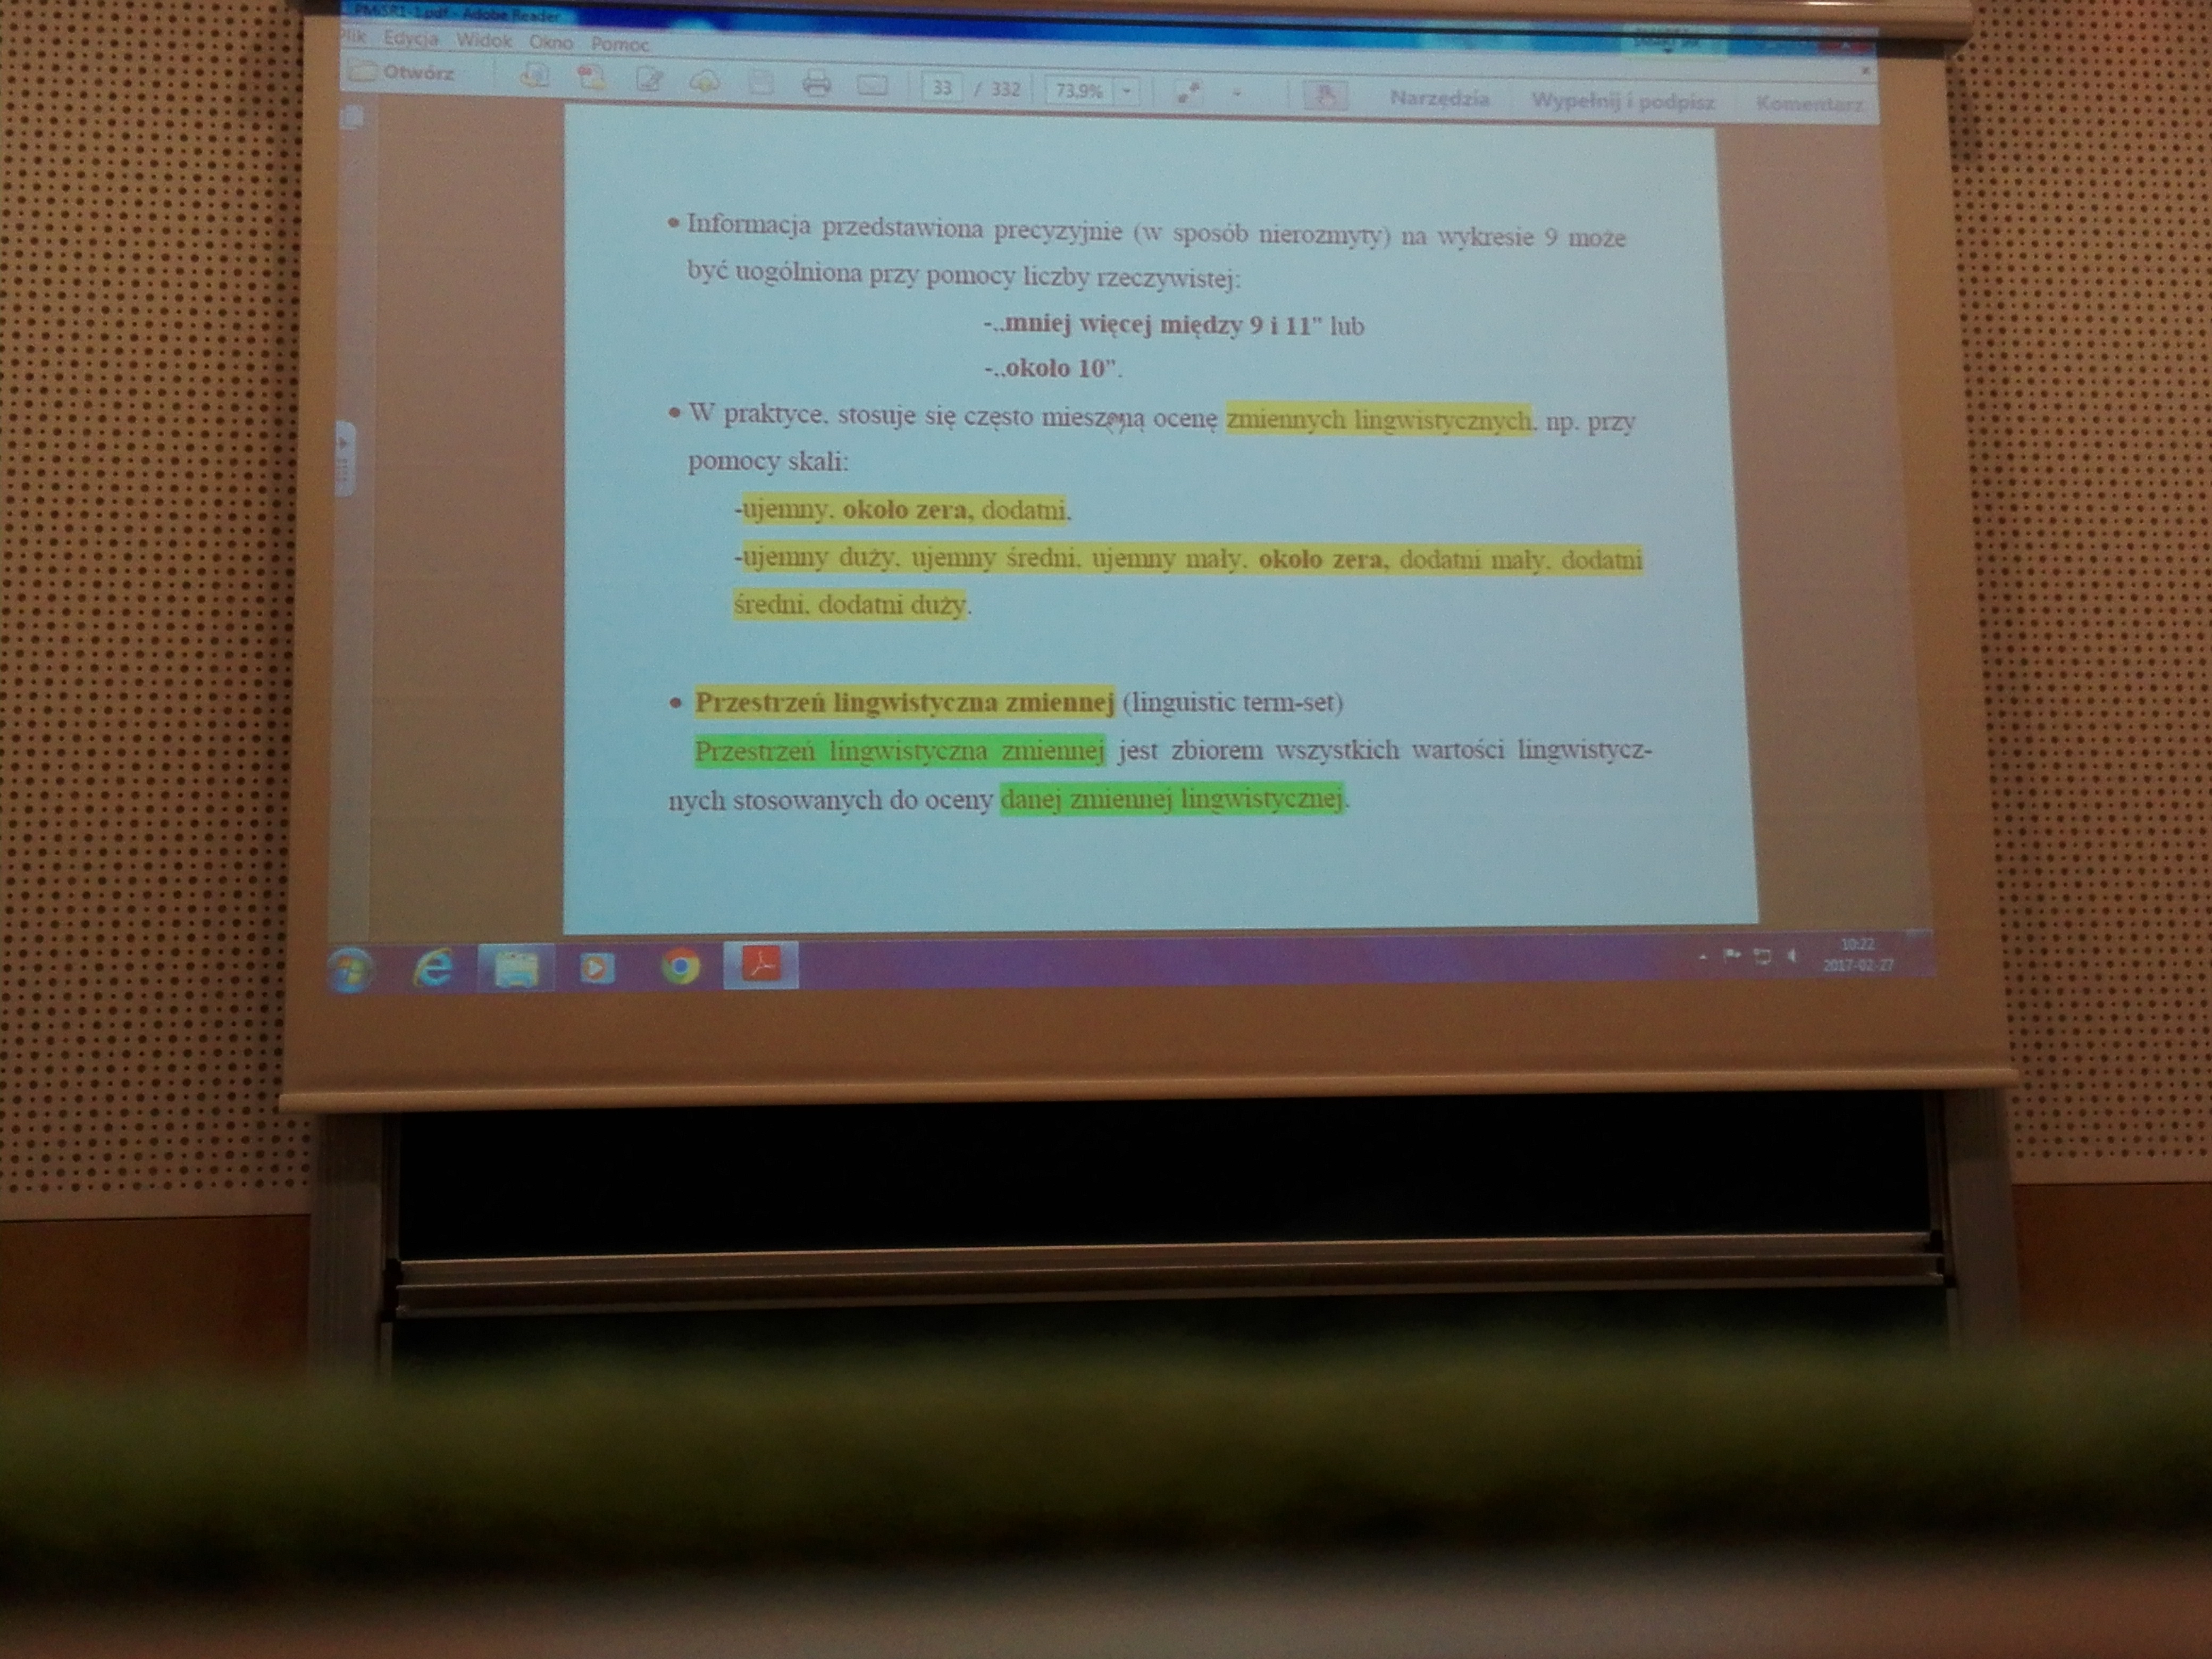 PM6SR1-1.pdf - Adobe Reader
Plik Edycja Widok Okno Pomoc
Otwórz 33 / 332 73,9% Narzędzia Wypełnij i podpisz Komentarz
• Informacja przedstawiona precyzyjnie (w sposób nierozmyty) na wykresie 9 może
być uogólniona przy pomocy liczby rzeczywistej:
-„mniej więcej między 9 i 11" lub
-„około 10".
• W praktyce, stosuje się często mieszaną ocenę zmiennych lingwistycznych, np. przy
pomocy skali:
-ujemny, około zera, dodatni,
-ujemny duży, ujemny średni, ujemny mały, około zera, dodatni mały, dodatni
średni, dodatni duży.
• Przestrzeń lingwistyczna zmiennej (linguistic term-set)
Przestrzeń lingwistyczna zmiennej jest zbiorem wszystkich wartości lingwistycz-
nych stosowanych do oceny danej zmiennej lingwistycznej.
10:22
2017-02-27